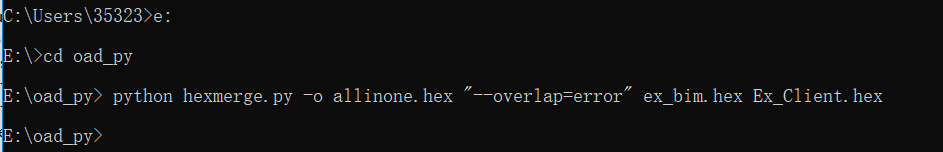 C:\Users\35323>e:
E:\>cd oad_py
E:\oad_py> python hexmerge.py -o allinone.hex "--overlap=error" ex_bim.hex Ex_Client.hex
E:\oad_py>